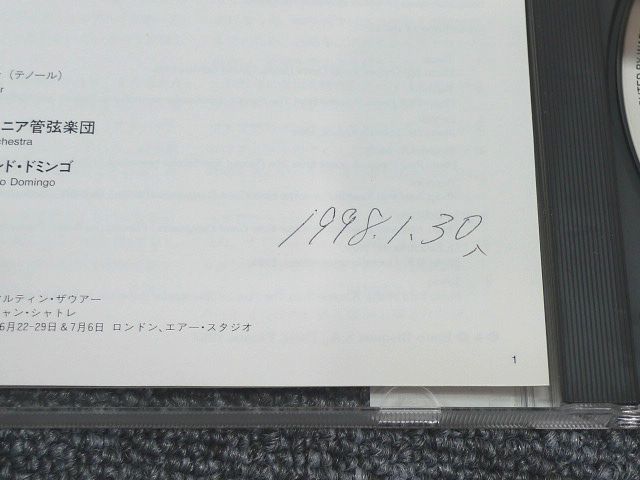 (テノール)
ニア管弦楽団
chestra
ンド・ドミンゴ
o Domingo
1998.1.30
ルティン・ザウアー
ャン・シャトレ
6月22-29日&7月6日 ロンドン、エアー・スタジオ
1